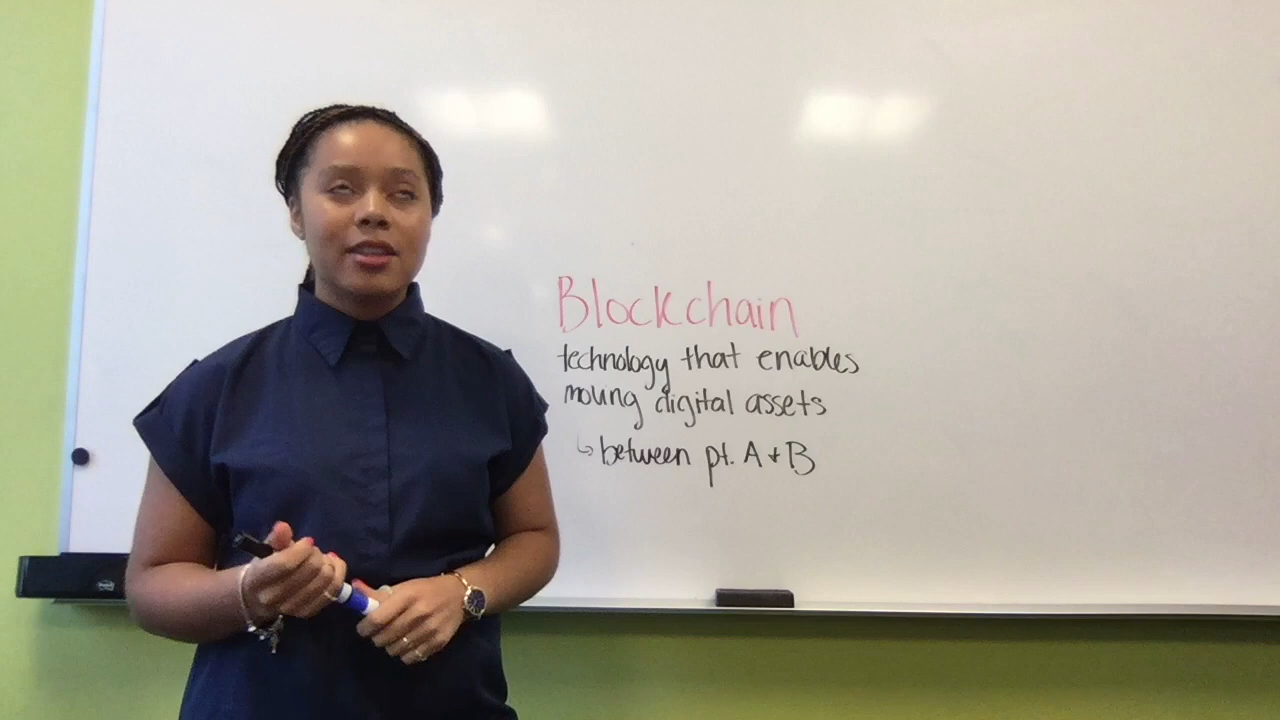 Blockchain
technology that enables
moving digital assets
↳ between pt. A + B